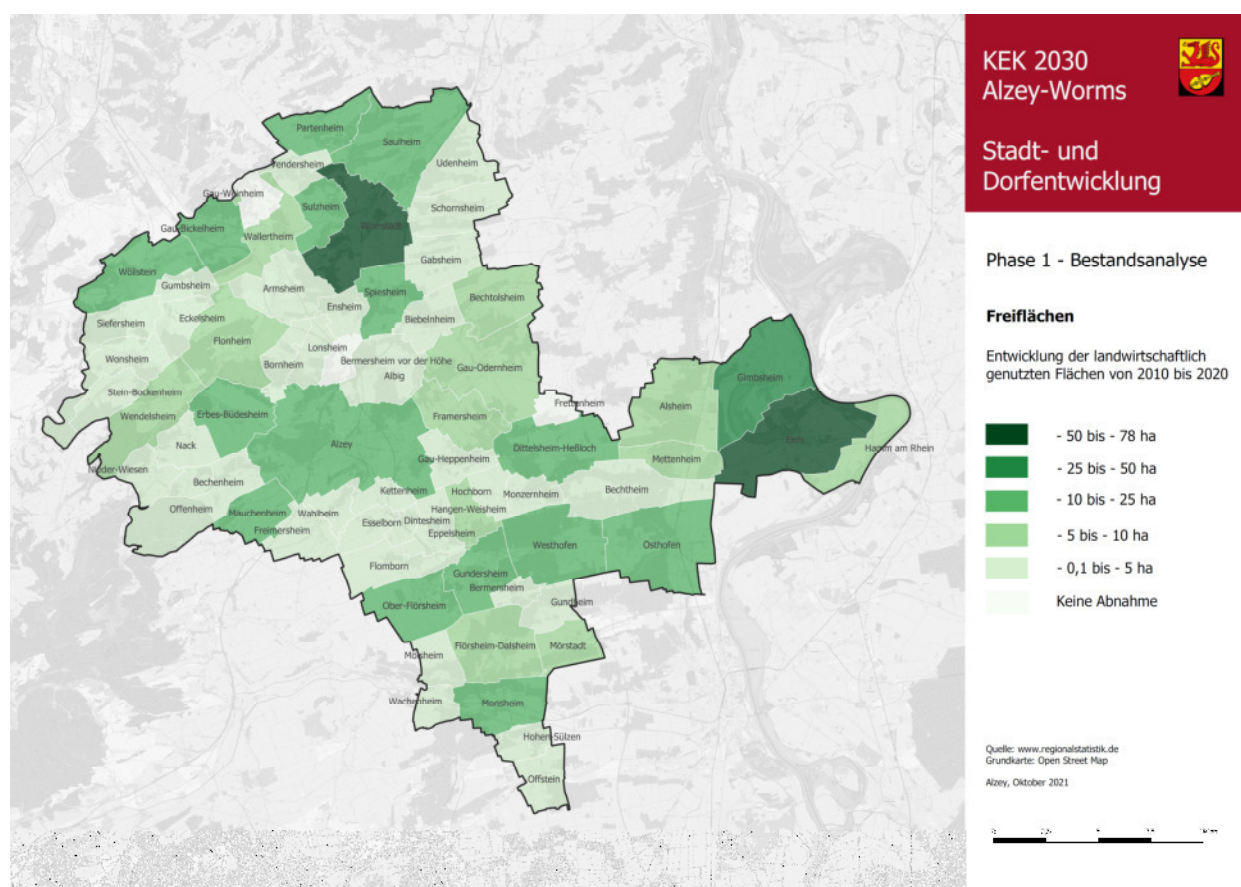 KEK 2030
Alzey-Worms
Stadt- und
Dorfentwicklung
Phase 1 - Bestandsanalyse
Freiflächen
Entwicklung der landwirtschaftlich
genutzten Flächen von 2010 bis 2020
- 50 bis - 78 ha
- 25 bis - 50 ha
- 10 bis - 25 ha
- 5 bis - 10 ha
- 0,1 bis - 5 ha
Keine Abnahme
Quelle: www.regionalstatistik.de
Grundkarte: Open Street Map
Alzey, Oktober 2021
Partenheim
Saulheim
Vendersheim
Udenheim
Gau-Weinheim
Sulzheim
Schornsheim
Gau-Bickelheim
Wallertheim
Wörrstadt
Gabsheim
Wöllstein
Gumbsheim
Armsheim
Spiesheim
Bechtolsheim
Ensheim
Siefersheim
Eckelsheim
Biebelnheim
Flonheim
Lonsheim
Wonsheim
Bornheim
Bermersheim vor der Höhe
Albig
Gau-Odernheim
Gimbsheim
Stein-Bockenheim
Frettenheim
Alsheim
Wendelsheim
Erbes-Büdesheim
Framersheim
Eich
Nack
Alzey
Dittelsheim-Heßloch
Hamm am Rhein
Nieder-Wiesen
Gau-Heppenheim
Mettenheim
Bechenheim
Kettenheim
Hochborn
Monzernheim
Bechtheim
Offenheim
Mauchenheim
Wahlheim
Hangen-Weisheim
Freimersheim
Esselborn
Dintesheim
Eppelsheim
Westhofen
Osthofen
Flomborn
Gundersheim
Bermersheim
Ober-Flörsheim
Gundheim
Flörsheim-Dalsheim
Mörstadt
Mölsheim
Wachenheim
Monsheim
Hohen-Sülzen
Offstein